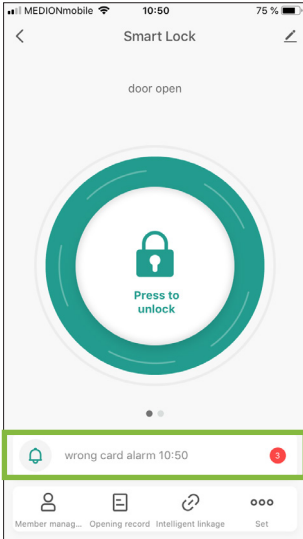 MEDIONmobile 10:50 75 %
Smart Lock
door open
Press to
unlock
wrong card alarm 10:50 3
Member manag... Opening record Intelligent linkage Set